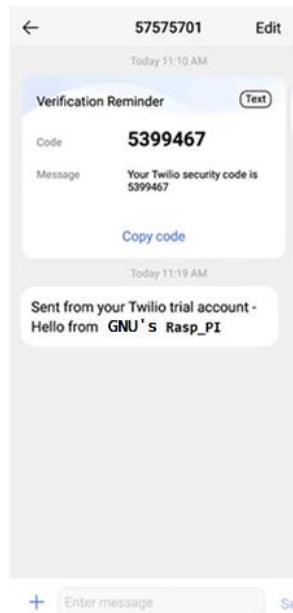 57575701 Edit
Today 11:10 AM
Verification Reminder Text
Code 5399467
Message Your Twilio security code is
5399467
Copy code
Today 11:19 AM
Sent from your Twilio trial account -
Hello from GNU's Rasp_PI
Enter message